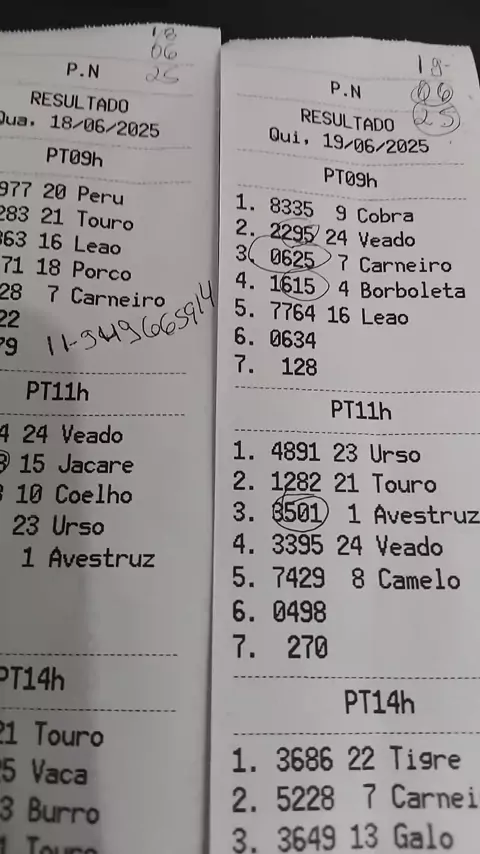 18
06
25
P.N
RESULTADO
Qua, 18/06/2025
PT09h
977 20 Peru
283 21 Touro
363 16 Leao
71 18 Porco
28 7 Carneiro
22
79
PT11h
4 24 Veado
15 Jacare
10 Coelho
23 Urso
1 Avestruz
PT14h
21 Touro
25 Vaca
3 Burro
1 Touro
18
06
25
P.N
RESULTADO
Qui, 19/06/2025
PT09h
1. 8335 9 Cobra
2. 2295 24 Veado
3. 0625 7 Carneiro
4. 1615 4 Borboleta
5. 7764 16 Leao
6. 0634
7. 128
PT11h
1. 4891 23 Urso
2. 1282 21 Touro
3. 3501 1 Avestruz
4. 3395 24 Veado
5. 7429 8 Camelo
6. 0498
7. 270
PT14h
1. 3686 22 Tigre
2. 5228 7 Carnei
3. 3649 13 Galo